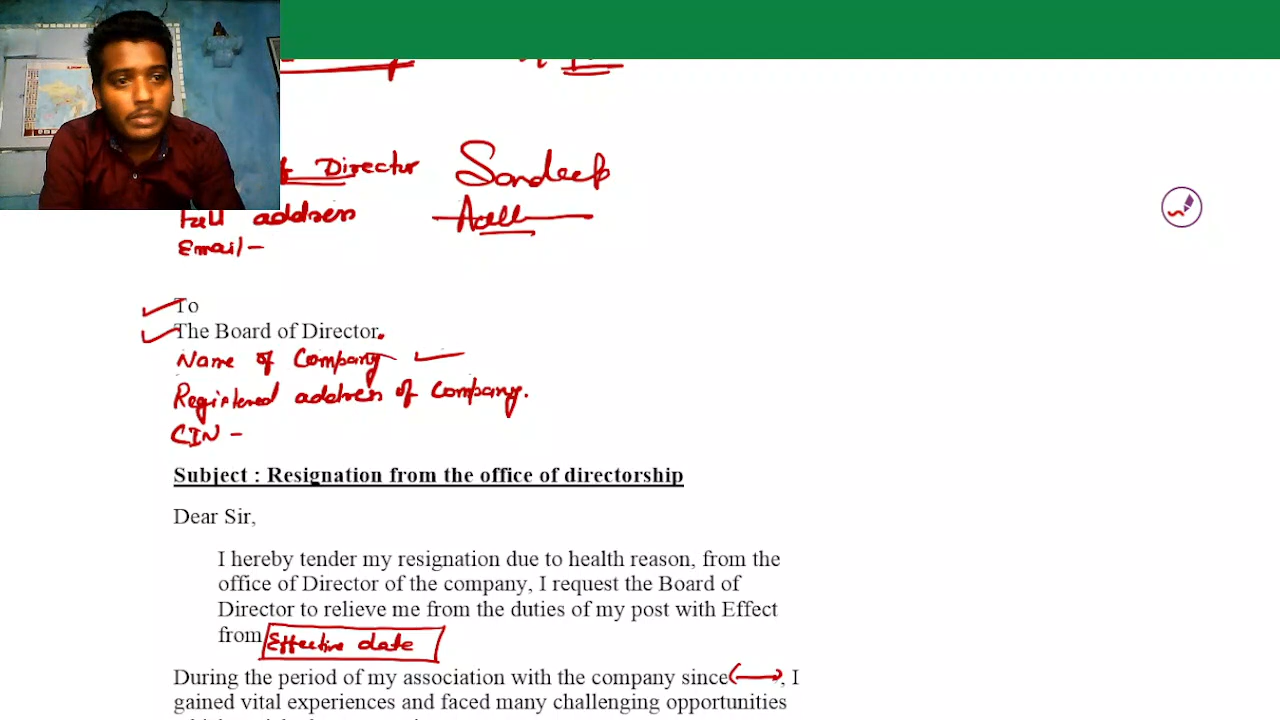 Director Sandeep
Full address
Email-
To
The Board of Director.
Name of Company
Registered address of Company.
CIN -
Subject : Resignation from the office of directorship
Dear Sir,
I hereby tender my resignation due to health reason, from the
office of Director of the company, I request the Board of
Director to relieve me from the duties of my post with Effect
from Effective date
During the period of my association with the company since , I
gained vital experiences and faced many challenging opportunities